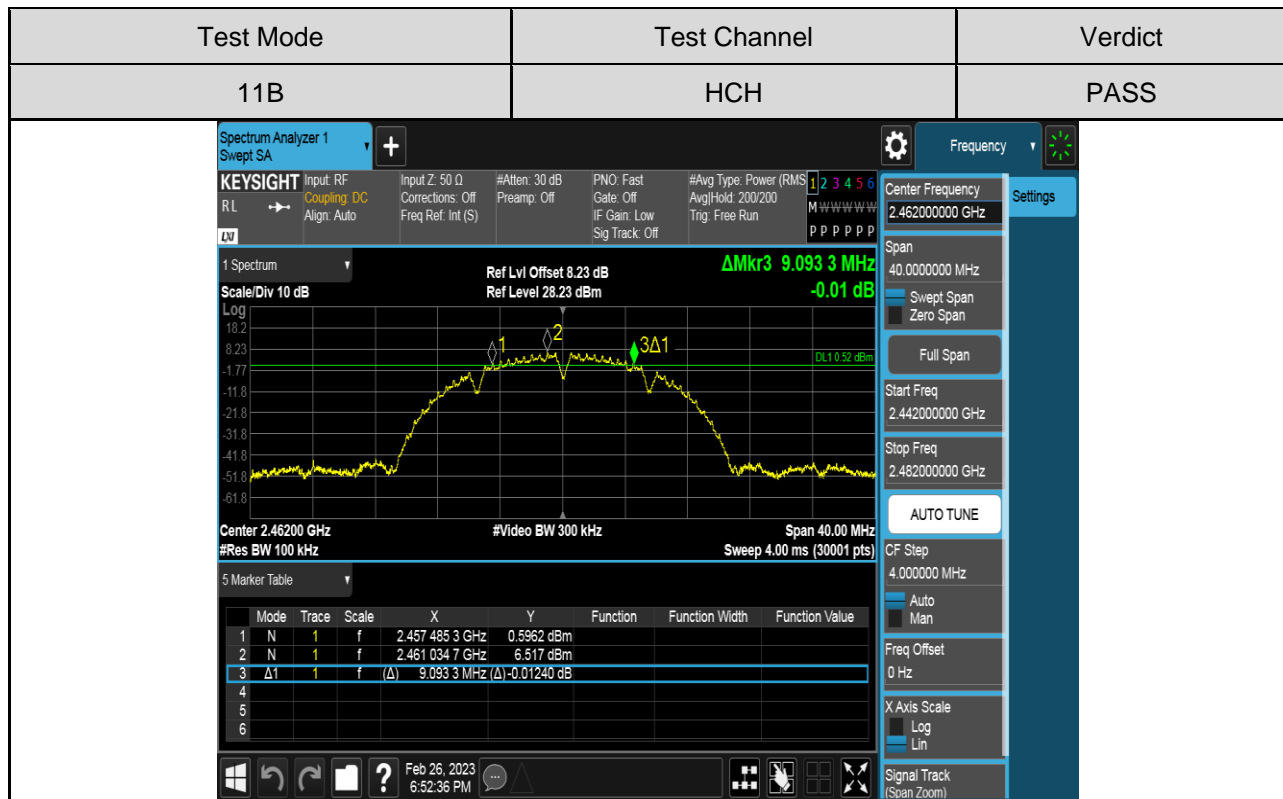 Test Mode Test Channel Verdict
11B HCH PASS
Spectrum Analyzer 1
Swept SA
Frequency
KEYSIGHT
R L
LXI
Input: RF
Coupling: DC
Align: Auto
Input Z: 50 Ω
Corrections: Off
Freq Ref: Int (S)
#Atten: 30 dB
Preamp: Off
PNO: Fast
Gate: Off
IF Gain: Low
Sig Track: Off
#Avg Type: Power (RMS
Avg|Hold: 200/200
Trig: Free Run
1 2 3 4 5 6
M W W W W W
P P P P P P
1 Spectrum
Scale/Div 10 dB
Ref Lvl Offset 8.23 dB
Ref Level 28.23 dBm
ΔMkr3 9.093 3 MHz
-0.01 dB
Log
18.2
8.23
-1.77
-11.8
-21.8
-31.8
-41.8
-51.8
-61.8
1
2
3Δ1
DL1 0.52 dBm
Center 2.46200 GHz #Video BW 300 kHz Span 40.00 MHz
#Res BW 100 kHz Sweep 4.00 ms (30001 pts)
5 Marker Table
Mode Trace Scale X Y Function Function Width Function Value
1 N 1 f 2.457 485 3 GHz 0.5962 dBm
2 N 1 f 2.461 034 7 GHz 6.517 dBm
3 Δ1 1 f (Δ) 9.093 3 MHz (Δ) -0.01240 dB
4
5
6
Feb 26, 2023
6:52:36 PM
Center Frequency
2.462000000 GHz
Settings
Span
40.0000000 MHz
Swept Span
Zero Span
Full Span
Start Freq
2.442000000 GHz
Stop Freq
2.482000000 GHz
AUTO TUNE
CF Step
4.000000 MHz
Auto
Man
Freq Offset
0 Hz
X Axis Scale
Log
Lin
Signal Track
(Span Zoom)